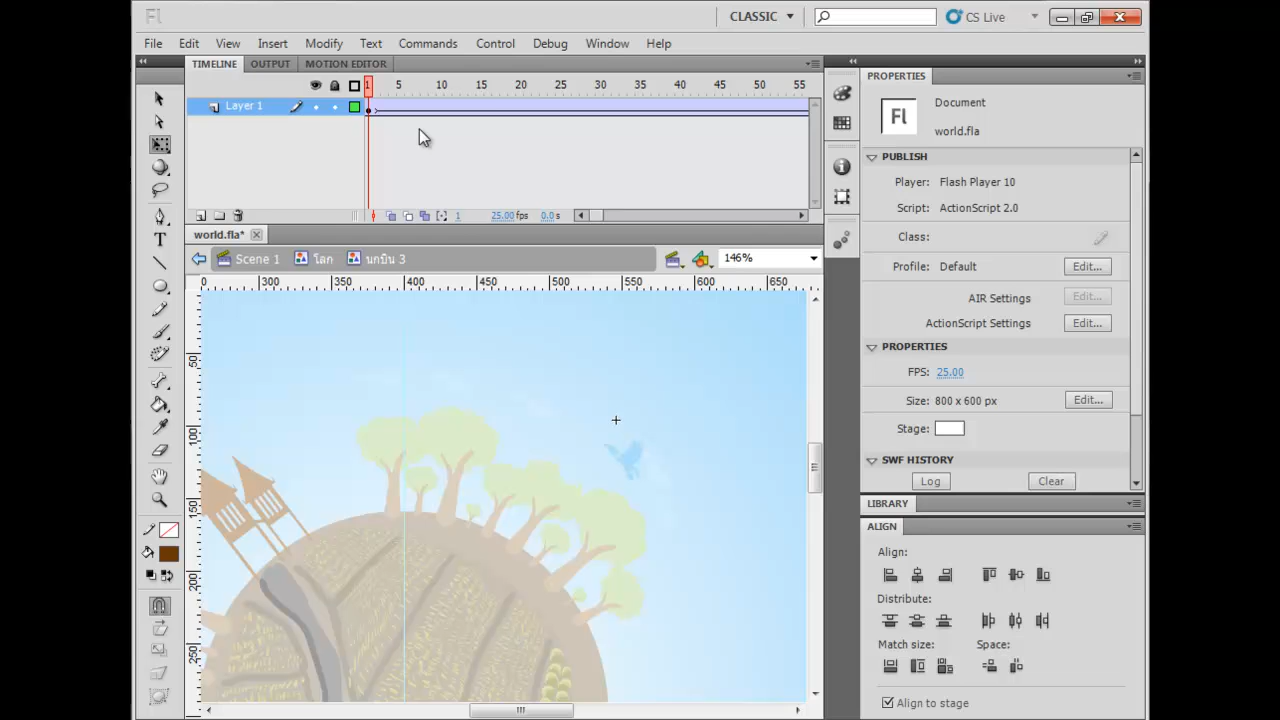 Fl CLASSIC CS Live
File Edit View Insert Modify Text Commands Control Debug Window Help
TIMELINE OUTPUT MOTION EDITOR
1 5 10 15 20 25 30 35 40 45 50 55
Layer 1
1 25.00 fps 0.0 s
world.fla*
Scene 1 โลก นกบิน 3 146%
300 350 400 450 500 550 600 650
50
100
150
200
250
PROPERTIES
Fl
Document
world.fla
PUBLISH
Player: Flash Player 10
Script: ActionScript 2.0
Class:
Profile: Default Edit...
AIR Settings Edit...
ActionScript Settings Edit...
PROPERTIES
FPS: 25.00
Size: 800 x 600 px Edit...
Stage:
SWF HISTORY
Log Clear
LIBRARY
ALIGN
Align:
Distribute:
Match size: Space:
Align to stage